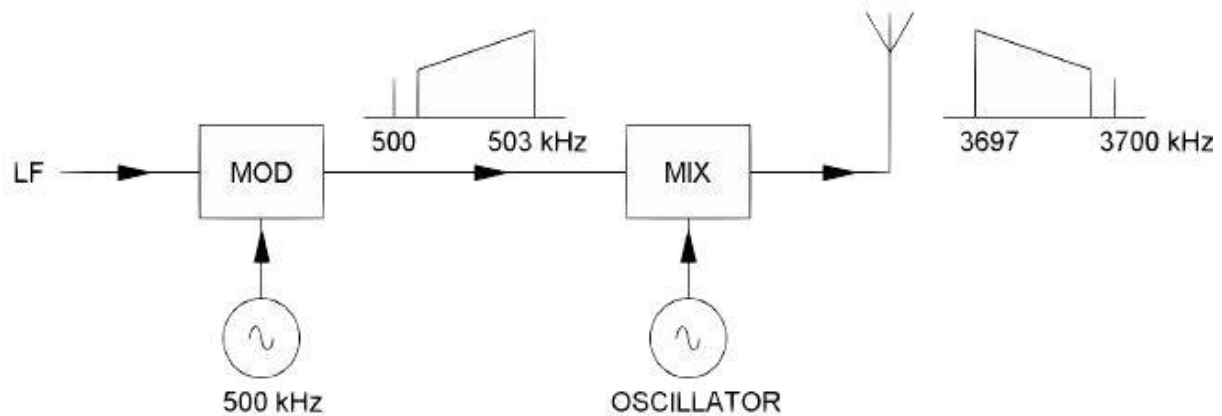 500
503 kHz
3697
3700 kHz
LF
MOD
MIX
500 kHz
OSCILLATOR